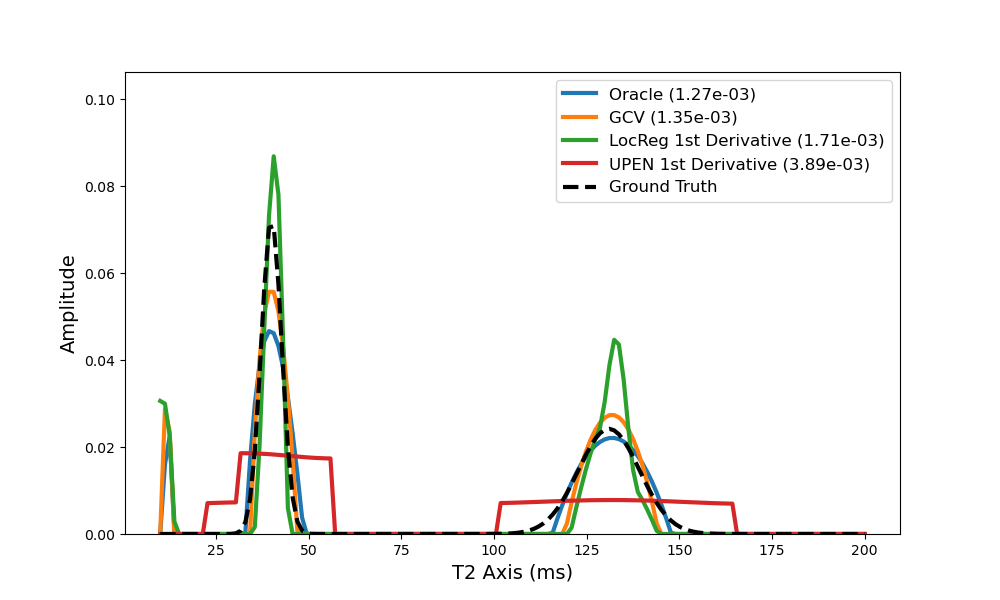 Oracle (1.27e-03)
GCV (1.35e-03)
LocReg 1st Derivative (1.71e-03)
UPEN 1st Derivative (3.89e-03)
Ground Truth
Amplitude
0.10
0.08
0.06
0.04
0.02
0.00
25 50 75 100 125 150 175 200
T2 Axis (ms)